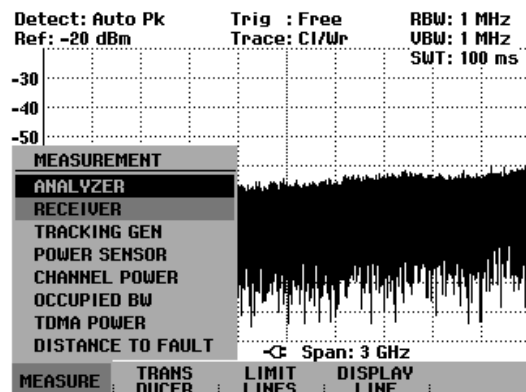 Detect: Auto Pk Trig : Free RBW: 1 MHz
Ref: -20 dBm Trace: Cl/Wr VBW: 1 MHz
SWT: 100 ms
-30
-40
-50
MEASUREMENT
ANALYZER
RECEIVER
TRACKING GEN
POWER SENSOR
CHANNEL POWER
OCCUPIED BW
TDMA POWER
DISTANCE TO FAULT
Span: 3 GHz
MEASURE TRANS DUCER LIMIT LINES DISPLAY LINE